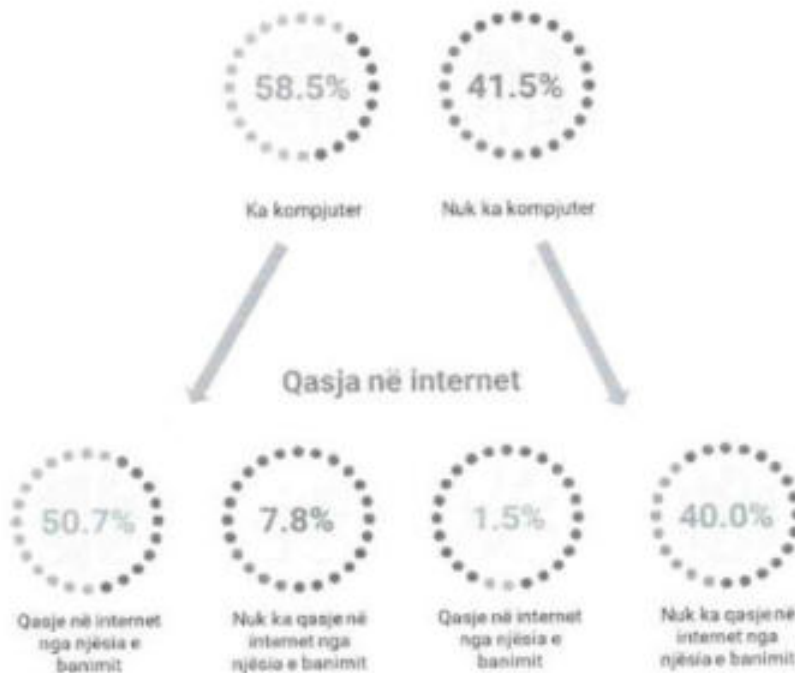 58.5% 41.5%
Ka kompjuter Nuk ka kompjuter
Qasja në internet
50.7% 7.8% 1.5% 40.0%
Qasje në internet
nga njësia e
banimit
Nuk ka qasje në
internet nga
njësia e banimit
Qasje në internet
nga njësia e
banimit
Nuk ka qasje në
internet nga
njësia e banimit